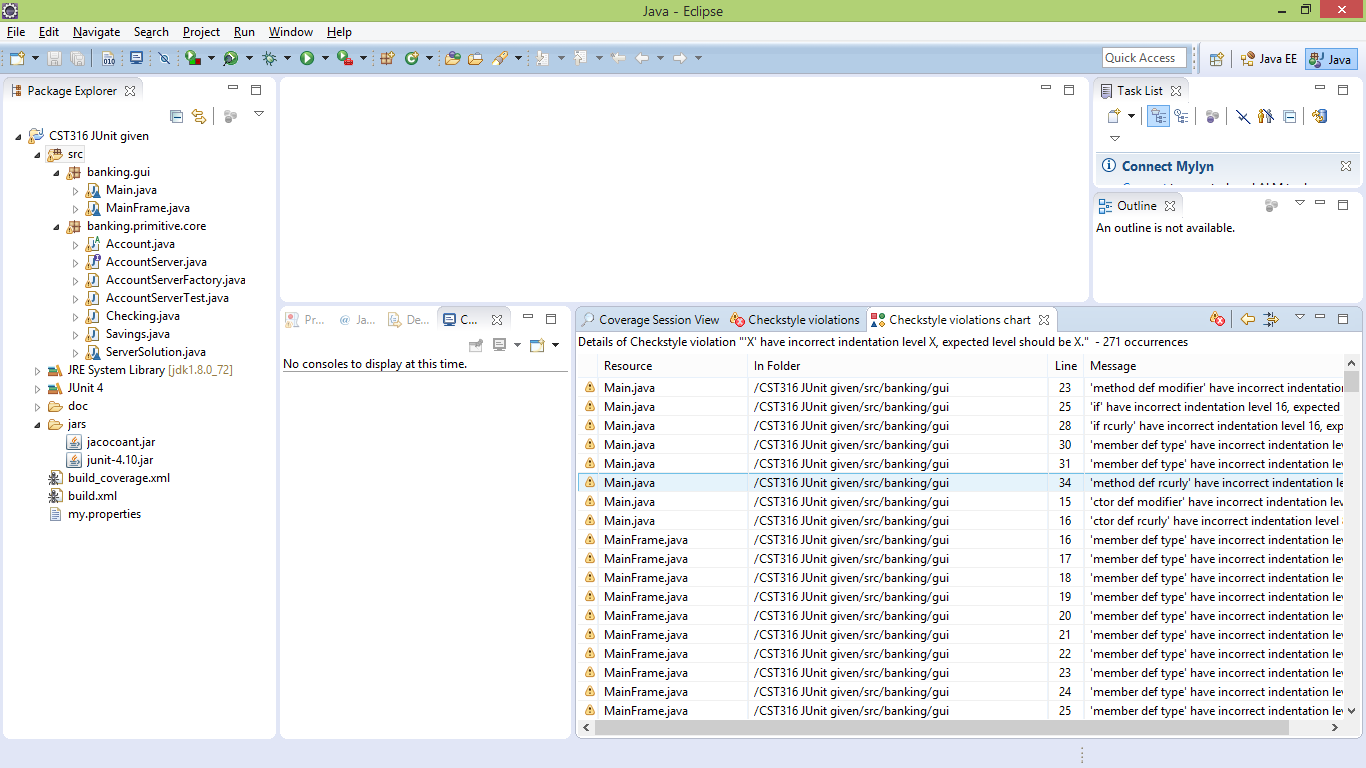 Java - Eclipse
File Edit Navigate Search Project Run Window Help
Quick Access
Java EE
Java
Package Explorer
CST316 JUnit given
src
banking.gui
Main.java
MainFrame.java
banking.primitive.core
Account.java
AccountServer.java
AccountServerFactory.java
AccountServerTest.java
Checking.java
Savings.java
ServerSolution.java
JRE System Library [jdk1.8.0_72]
JUnit 4
doc
jars
jacocoant.jar
junit-4.10.jar
build_coverage.xml
build.xml
my.properties
Task List
Connect Mylyn
Outline
An outline is not available.
Pr... Ja... De... C...
No consoles to display at this time.
Coverage Session View Checkstyle violations Checkstyle violations chart
Details of Checkstyle violation "'X' have incorrect indentation level X, expected level should be X." - 271 occurrences
Resource In Folder Line Message
Main.java /CST316 JUnit given/src/banking/gui 23 'method def modifier' have incorrect indentation
Main.java /CST316 JUnit given/src/banking/gui 25 'if' have incorrect indentation level 16, expected
Main.java /CST316 JUnit given/src/banking/gui 28 'if rcurly' have incorrect indentation level 16, exp
Main.java /CST316 JUnit given/src/banking/gui 30 'member def type' have incorrect indentation le
Main.java /CST316 JUnit given/src/banking/gui 31 'member def type' have incorrect indentation le
Main.java /CST316 JUnit given/src/banking/gui 34 'method def rcurly' have incorrect indentation le
Main.java /CST316 JUnit given/src/banking/gui 15 'ctor def modifier' have incorrect indentation lev
Main.java /CST316 JUnit given/src/banking/gui 16 'ctor def rcurly' have incorrect indentation level
MainFrame.java /CST316 JUnit given/src/banking/gui 16 'member def type' have incorrect indentation le
MainFrame.java /CST316 JUnit given/src/banking/gui 17 'member def type' have incorrect indentation le
MainFrame.java /CST316 JUnit given/src/banking/gui 18 'member def type' have incorrect indentation le
MainFrame.java /CST316 JUnit given/src/banking/gui 19 'member def type' have incorrect indentation le
MainFrame.java /CST316 JUnit given/src/banking/gui 20 'member def type' have incorrect indentation le
MainFrame.java /CST316 JUnit given/src/banking/gui 21 'member def type' have incorrect indentation le
MainFrame.java /CST316 JUnit given/src/banking/gui 22 'member def type' have incorrect indentation le
MainFrame.java /CST316 JUnit given/src/banking/gui 23 'member def type' have incorrect indentation le
MainFrame.java /CST316 JUnit given/src/banking/gui 24 'member def type' have incorrect indentation le
MainFrame.java /CST316 JUnit given/src/banking/gui 25 'member def type' have incorrect indentation le